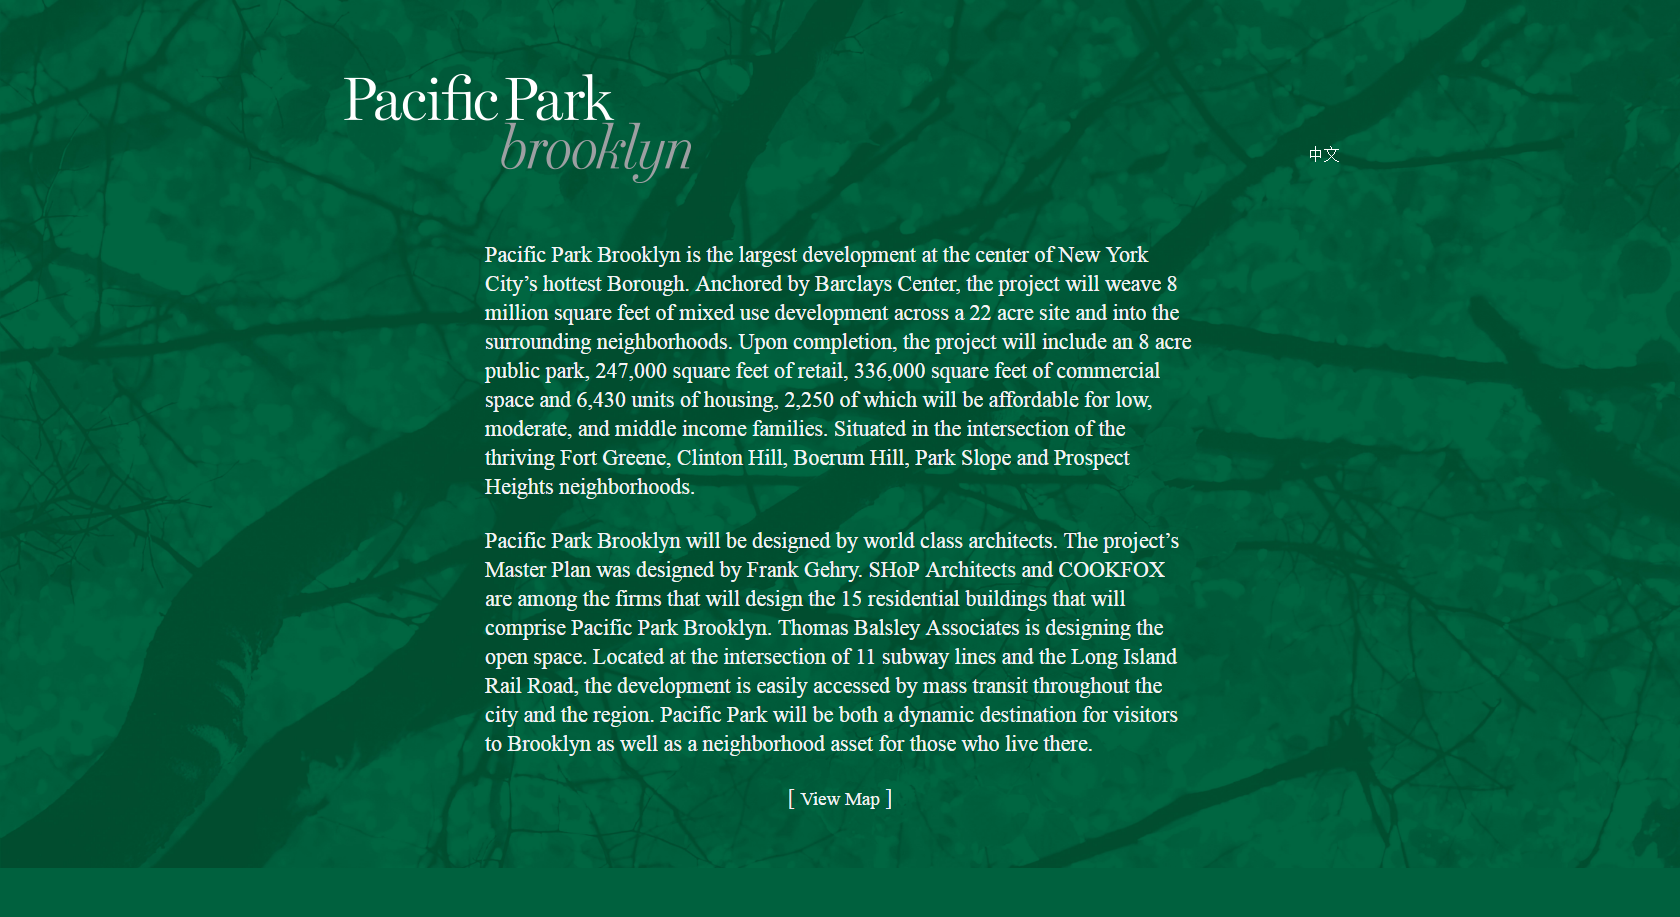 Pacific Park
brooklyn
中文
Pacific Park Brooklyn is the largest development at the center of New York
City’s hottest Borough. Anchored by Barclays Center, the project will weave 8
million square feet of mixed use development across a 22 acre site and into the
surrounding neighborhoods. Upon completion, the project will include an 8 acre
public park, 247,000 square feet of retail, 336,000 square feet of commercial
space and 6,430 units of housing, 2,250 of which will be affordable for low,
moderate, and middle income families. Situated in the intersection of the
thriving Fort Greene, Clinton Hill, Boerum Hill, Park Slope and Prospect
Heights neighborhoods.
Pacific Park Brooklyn will be designed by world class architects. The project’s
Master Plan was designed by Frank Gehry. SHoP Architects and COOKFOX
are among the firms that will design the 15 residential buildings that will
comprise Pacific Park Brooklyn. Thomas Balsley Associates is designing the
open space. Located at the intersection of 11 subway lines and the Long Island
Rail Road, the development is easily accessed by mass transit throughout the
city and the region. Pacific Park will be both a dynamic destination for visitors
to Brooklyn as well as a neighborhood asset for those who live there.
[ View Map ]